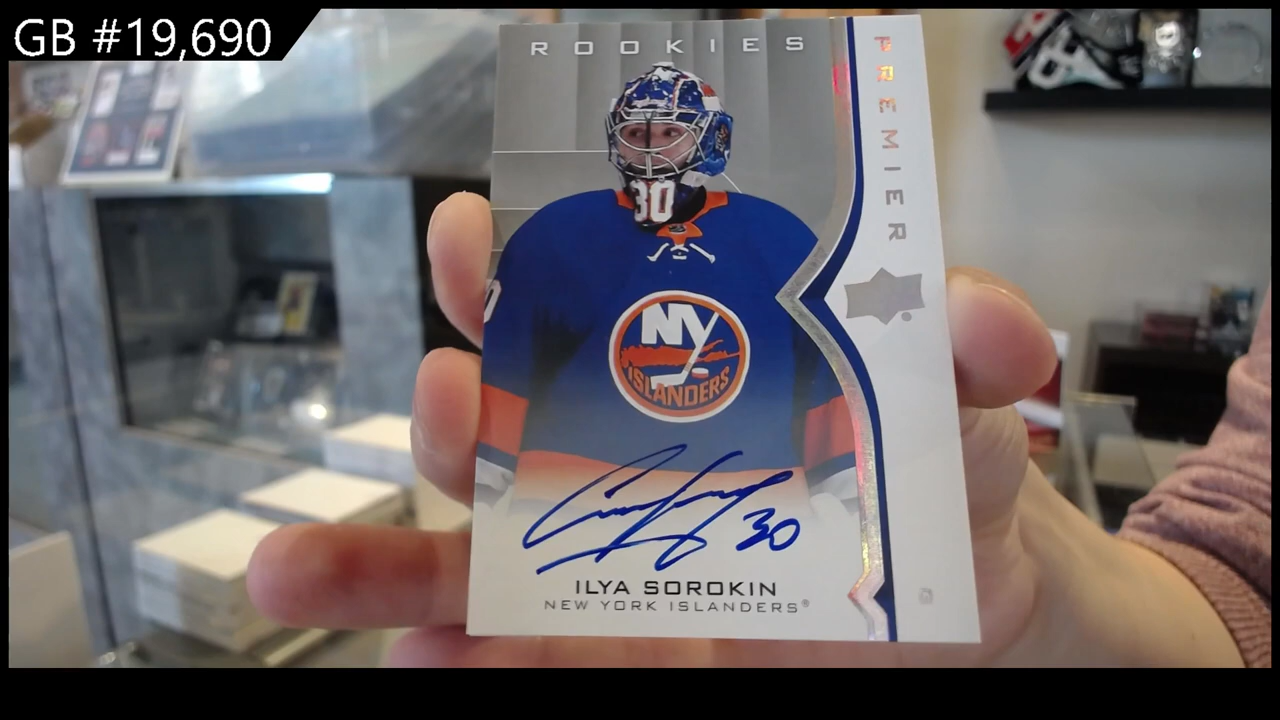 GB #19,690
ROOKIES
PREMIER
30
NY
ISLANDERS
30
ILYA SOROKIN
NEW YORK ISLANDERS®